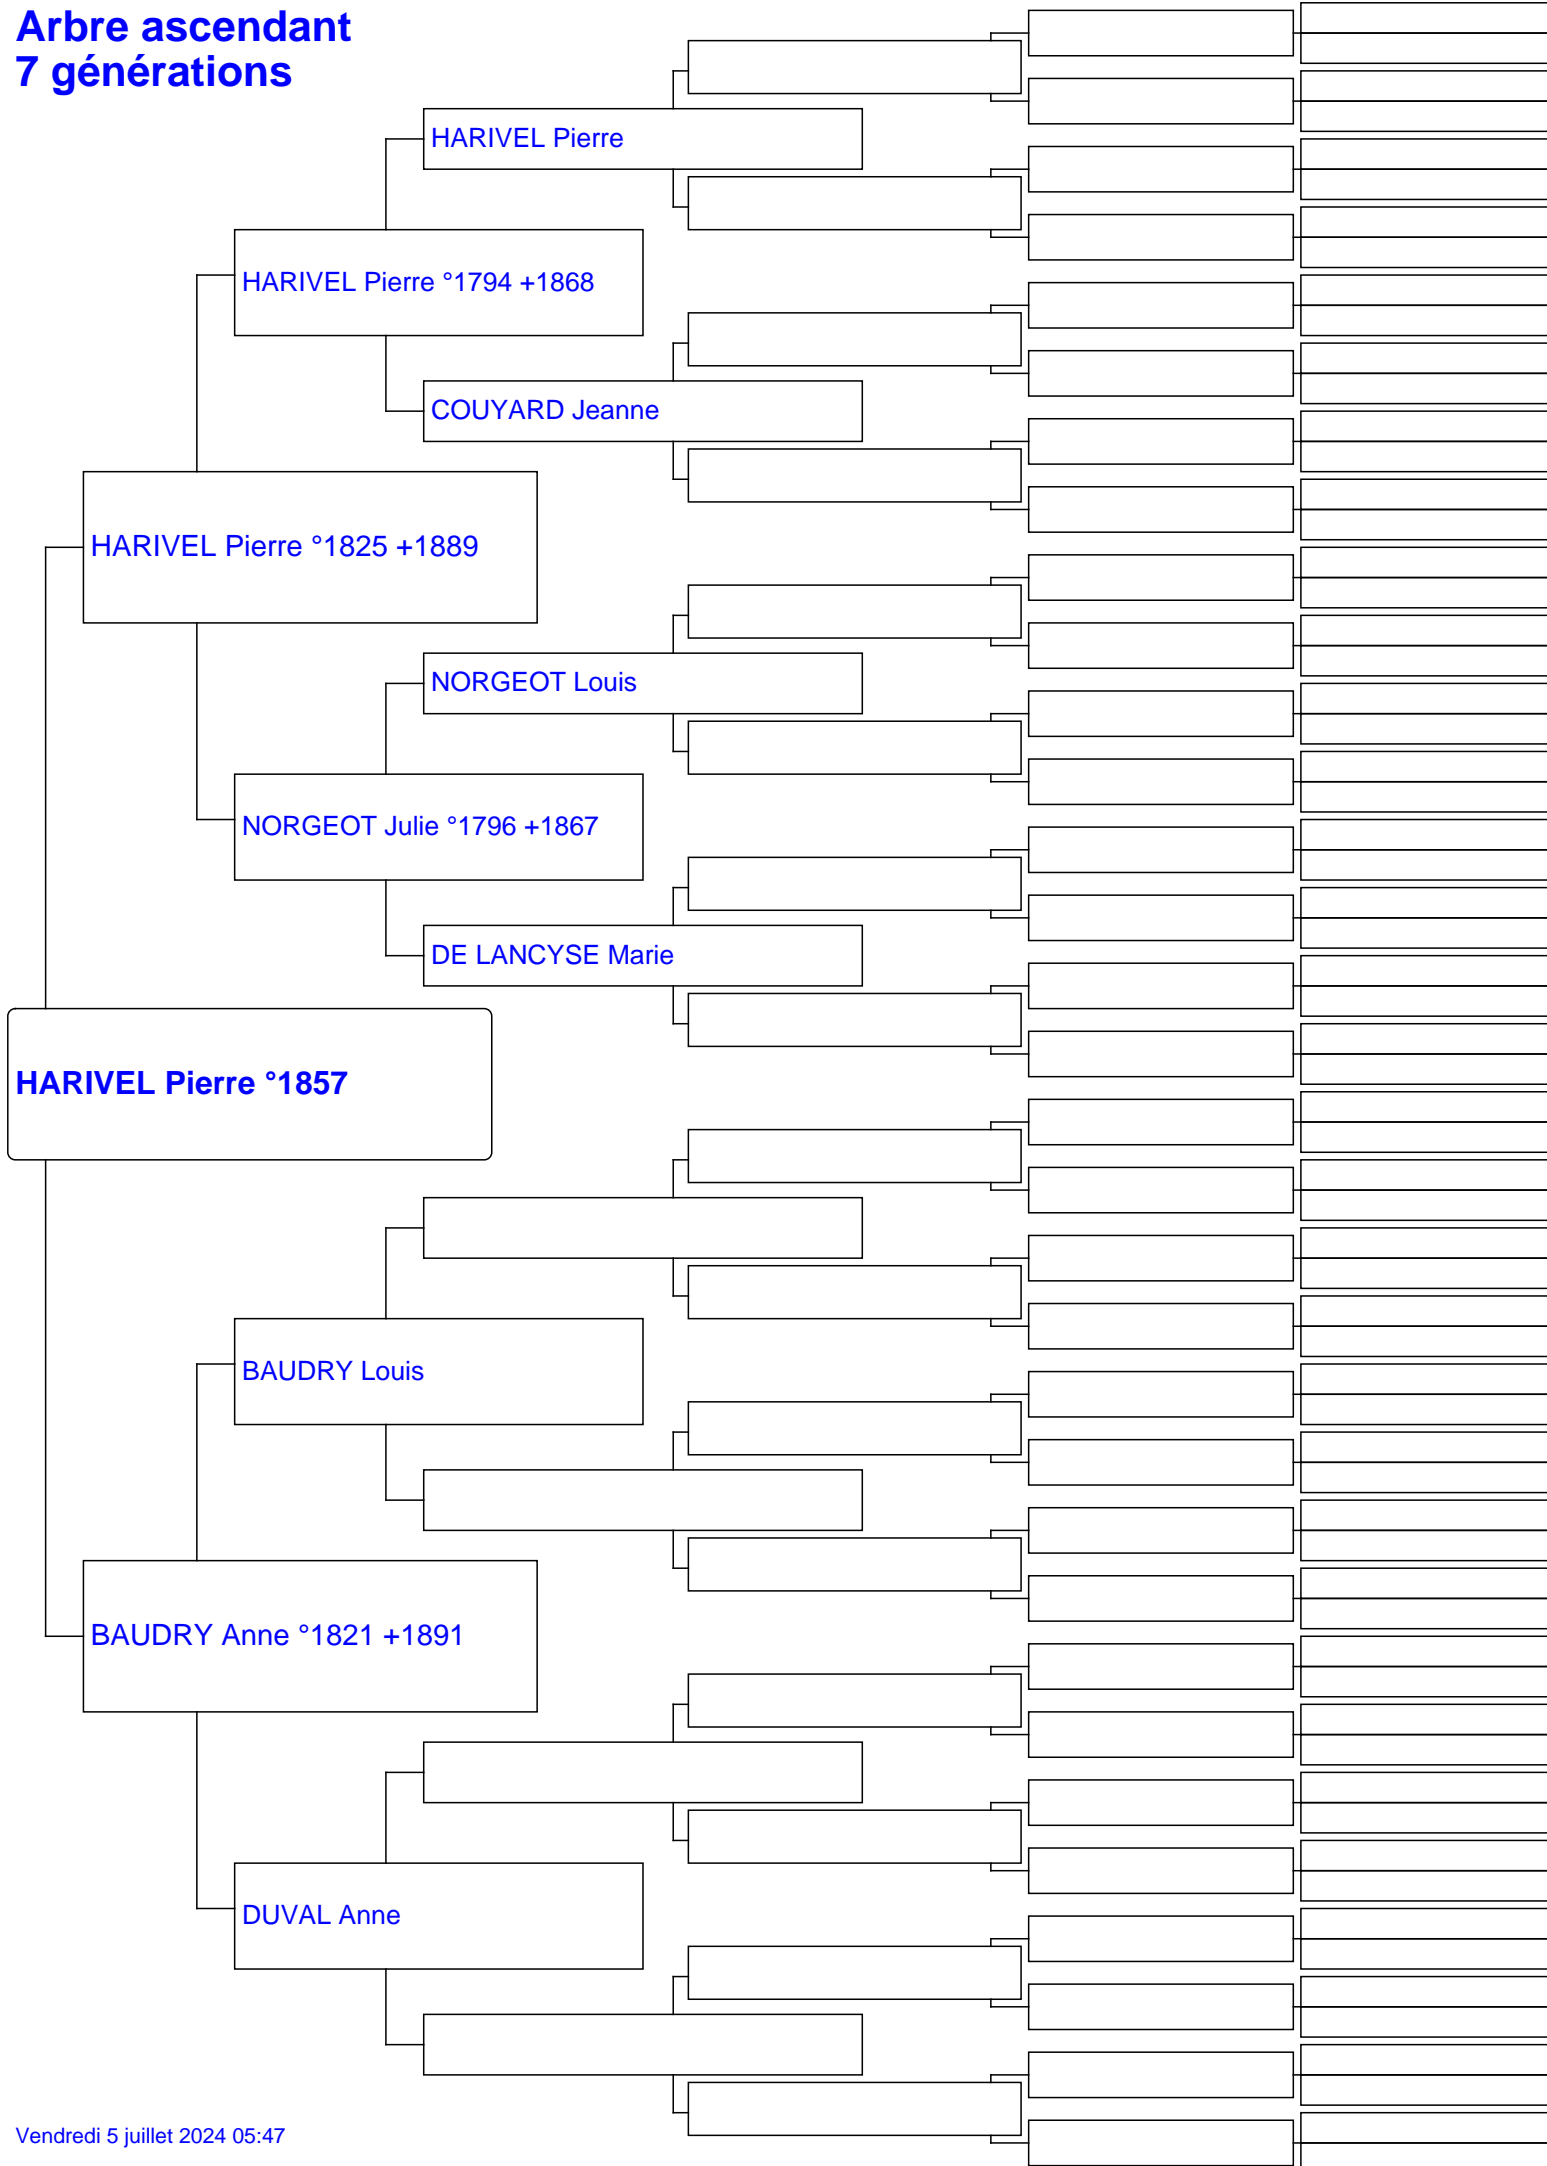 Arbre ascendant
7 générations
HARIVEL Pierre
HARIVEL Pierre °1794 +1868
COUYARD Jeanne
HARIVEL Pierre °1825 +1889
NORGEOT Louis
NORGEOT Julie °1796 +1867
DE LANCYSE Marie
HARIVEL Pierre °1857
BAUDRY Louis
BAUDRY Anne °1821 +1891
DUVAL Anne
Vendredi 5 juillet 2024 05:47